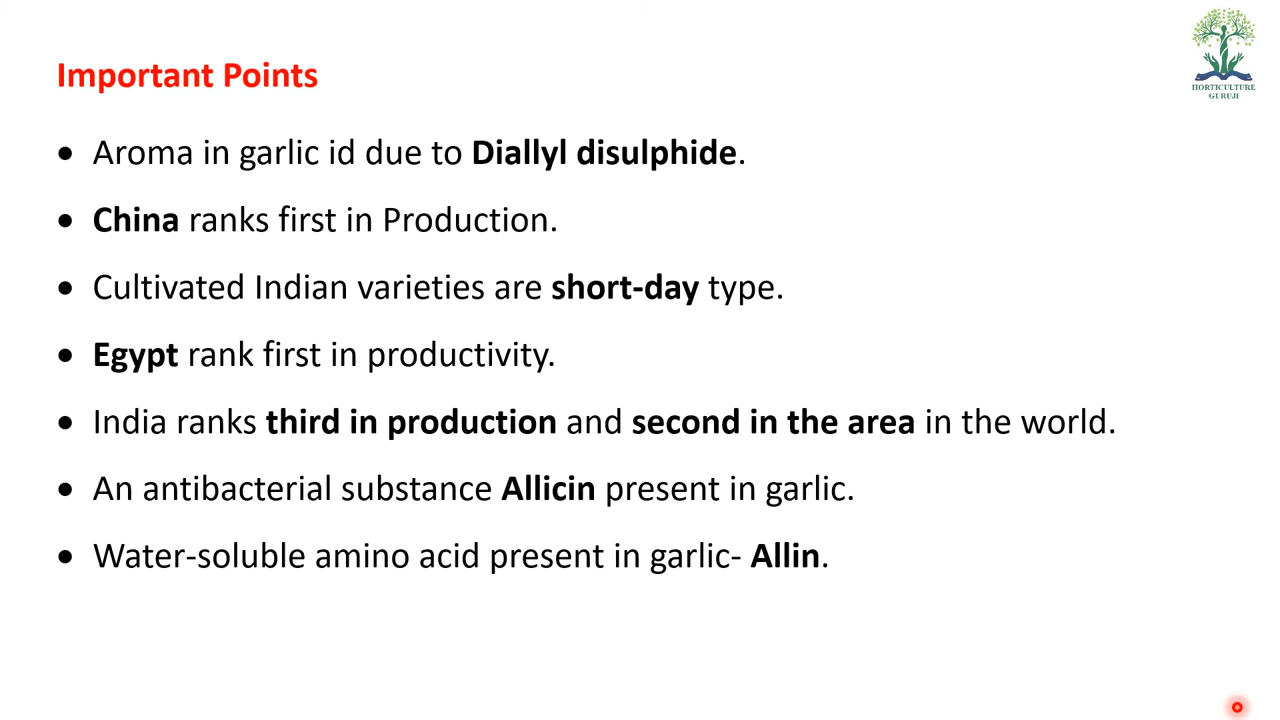 HORTICULTURE
GURUJI
Important Points
• Aroma in garlic id due to Diallyl disulphide.
• China ranks first in Production.
• Cultivated Indian varieties are short-day type.
• Egypt rank first in productivity.
• India ranks third in production and second in the area in the world.
• An antibacterial substance Allicin present in garlic.
• Water-soluble amino acid present in garlic- Allin.